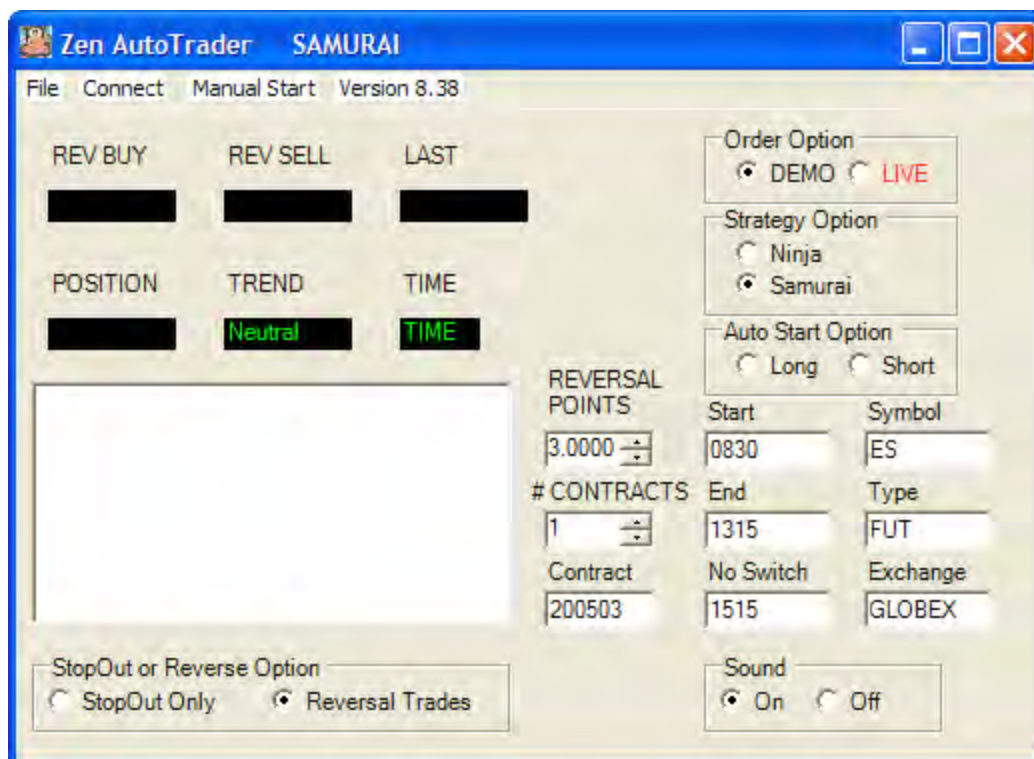 Zen AutoTrader SAMURAI
File Connect Manual Start Version 8.38
REV BUY REV SELL LAST
POSITION TREND TIME
Neutral TIME
Order Option
DEMO LIVE
Strategy Option
Ninja
Samurai
Auto Start Option
Long Short
REVERSAL
POINTS
3.0000
Start
0830
Symbol
ES
# CONTRACTS
1
End
1315
Type
FUT
Contract
200503
No Switch
1515
Exchange
GLOBEX
StopOut or Reverse Option
StopOut Only Reversal Trades
Sound
On Off